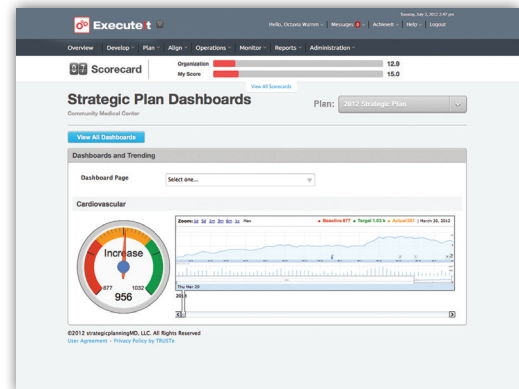 Tuesday, July 3, 2012 2:47 pm
Executeit
Hello, Octavia Warren Messages Achieveit Help Logout
Overview Develop Plan Align Operations Monitor Reports Administration
Scorecard
Organization 12.9
My Score 15.0
View All Scorecards
Strategic Plan Dashboards
Community Medical Center
Plan: 2012 Strategic Plan
View All Dashboards
Dashboards and Trending
Dashboard Page Select one...
Cardiovascular
Zoom: 1d 5d 1m 3m 6m 1y Max Baseline 877 Target 1.03 k Actual 891 | March 30, 2012
Increase
877 1032
956
Thu Mar 29
©2012 strategicplanningMD, LLC. All Rights Reserved
User Agreement - Privacy Policy by TRUSTe